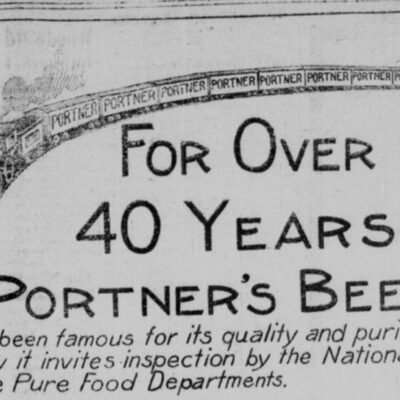 PORTNER PORTNER PORTNER PORTNER PORTNER PORTNER PORTNER
FOR OVER
40 YEARS
PORTNER'S BEE
been famous for its quality and puri
it invites inspection by the Nationa
Pure Food Departments.